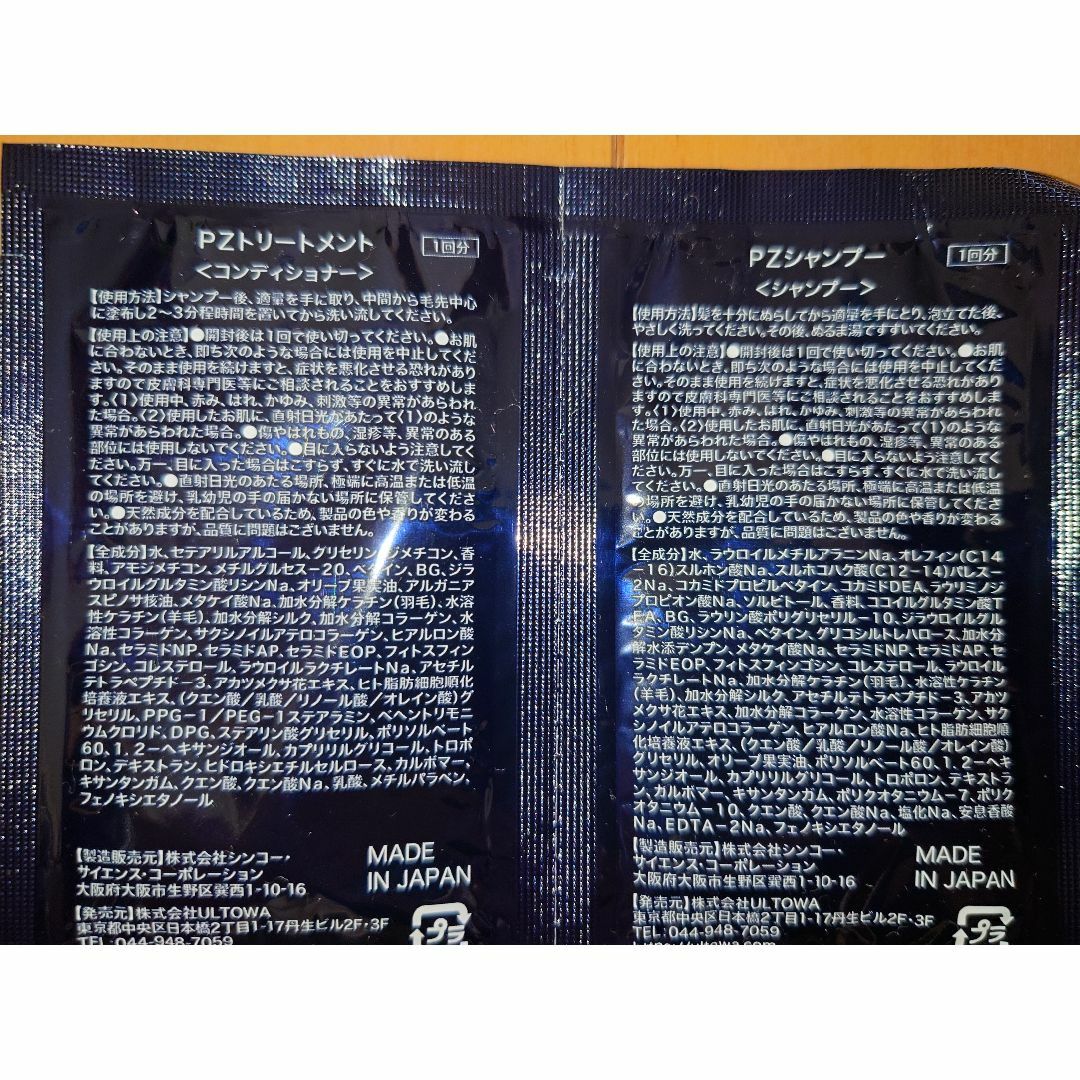 PZトリートメント 1回分
<コンディショナー>
【使用方法】シャンプー後、適量を手に取り、中間から毛先中心
に塗布し2〜3分程時間を置いてから洗い流してください。
【使用上の注意】●開封後は1回で使い切ってください。●お肌
に合わないとき、即ち次のような場合には使用を中止してくだ
さい。そのまま使用を続けますと、症状を悪化させる恐れがあり
ますので皮膚科専門医等にご相談されることをおすすめしま
す。〈1〉使用中、赤み、はれ、かゆみ、刺激等の異常があらわれ
た場合。〈2〉使用したお肌に、直射日光があたって〈1〉のような
異常があらわれた場合。●傷やはれもの、湿疹等、異常のある
部位には使用しないでください。●目に入らないよう注意してく
ださい。万一、目に入った場合はこすらず、すぐに水で洗い流し
てください。●直射日光のあたる場所、極端に高温または低温
の場所を避け、乳幼児の手の届かない場所に保管してくださ
い。●天然成分を配合しているため、製品の色や香りが変わる
ことがありますが、品質に問題はございません。
【全成分】水、セテアリルアルコール、グリセリン、ジメチコン、香
料、アモジメチコン、メチルグルセス-20、ベタイン、BG、ジラ
ウロイルグルタミン酸リシンNa、オリーブ果実油、アルガニア
スピノサ核油、メタケイ酸Na、加水分解ケラチン(羽毛)、水溶
性ケラチン(羊毛)、加水分解シルク、加水分解コラーゲン、水
溶性コラーゲン、サクシノイルアテロコラーゲン、ヒアルロン酸
Na、セラミドNP、セラミドAP、セラミドEOP、フィトスフィン
ゴシン、コレステロール、ラウロイルラクチレートNa、アセチル
テトラペプチド-3、アカツメクサ花エキス、ヒト脂肪細胞順化
培養液エキス、(クエン酸/乳酸/リノール酸/オレイン酸)グ
リセリル、PPG-1/PEG-1ステアラミン、ベヘントリモニ
ウムクロリド、DPG、ステアリン酸グリセリル、ポリソルベート
60、1.2-ヘキサンジオール、カプリリルグリコール、トロポ
ロン、デキストラン、ヒドロキシエチルセルロース、カルボマー、
キサンタンガム、クエン酸、クエン酸Na、乳酸、メチルパラベン、
フェノキシエタノール
【製造販売元】株式会社シンコー・
サイエンス・コーポレーション
大阪府大阪市生野区巽西1-10-16
MADE
IN JAPAN
【発売元】株式会社ULTOWA
東京都中央区日本橋2丁目1-17丹生ビル2F・3F
TEL:044-948-7059
プラ
PZシャンプー 1回分
<シャンプー>
【使用方法】髪を十分にぬらしてから適量を手にとり、泡立てた後、
やさしく洗ってください。その後、ぬるま湯ですすいでください。
【使用上の注意】●開封後は1回で使い切ってください。●お肌
に合わないとき、即ち次のような場合には使用を中止してくだ
さい。そのまま使用を続けますと、症状を悪化させる恐れがあり
ますので皮膚科専門医等にご相談されることをおすすめしま
す。〈1〉使用中、赤み、はれ、かゆみ、刺激等の異常があらわれ
た場合。〈2〉使用したお肌に、直射日光があたって〈1〉のような
異常があらわれた場合。●傷やはれもの、湿疹等、異常のある
部位には使用しないでください。●目に入らないよう注意してく
ださい。万一、目に入った場合はこすらず、すぐに水で洗い流し
てください。●直射日光のあたる場所、極端に高温または低温
の場所を避け、乳幼児の手の届かない場所に保管してくださ
い。●天然成分を配合しているため、製品の色や香りが変わる
ことがありますが、品質に問題はございません。
【全成分】水、ラウロイルメチルアラニンNa、オレフィン(C14
-16)スルホン酸Na、スルホコハク酸(C12-14)パレス-
2Na、コカミドプロピルベタイン、コカミドDEA、ラウリミノジ
プロピオン酸Na、ソルビトール、香料、ココイルグルタミン酸T
EA、BG、ラウリン酸ポリグリセリル-10、ジラウロイルグル
タミン酸リシンNa、ベタイン、グリコシルトレハロース、加水分
解水添デンプン、メタケイ酸Na、セラミドNP、セラミドAP、セ
ラミドEOP、フィトスフィンゴシン、コレステロール、ラウロイル
ラクチレートNa、加水分解ケラチン(羽毛)、水溶性ケラチン
(羊毛)、加水分解シルク、アセチルテトラペプチド-3、アカツ
メクサ花エキス、加水分解コラーゲン、水溶性コラーゲン、サク
シノイルアテロコラーゲン、ヒアルロン酸Na、ヒト脂肪細胞順
化培養液エキス、(クエン酸/乳酸/リノール酸/オレイン酸)
グリセリル、オリーブ果実油、ポリソルベート60、1.2-ヘキ
サンジオール、カプリリルグリコール、トロポロン、デキストラ
ン、カルボマー、キサンタンガム、ポリクオタニウム-7、ポリク
オタニウム-10、クエン酸、クエン酸Na、塩化Na、安息香酸
Na、EDTA-2Na、フェノキシエタノール
【製造販売元】株式会社シンコー・
サイエンス・コーポレーション
大阪府大阪市生野区巽西1-10-16
MADE
IN JAPAN
【発売元】株式会社ULTOWA
東京都中央区日本橋2丁目1-17丹生ビル2F・3F
TEL:044-948-7059
https://ultowa.com
プラ